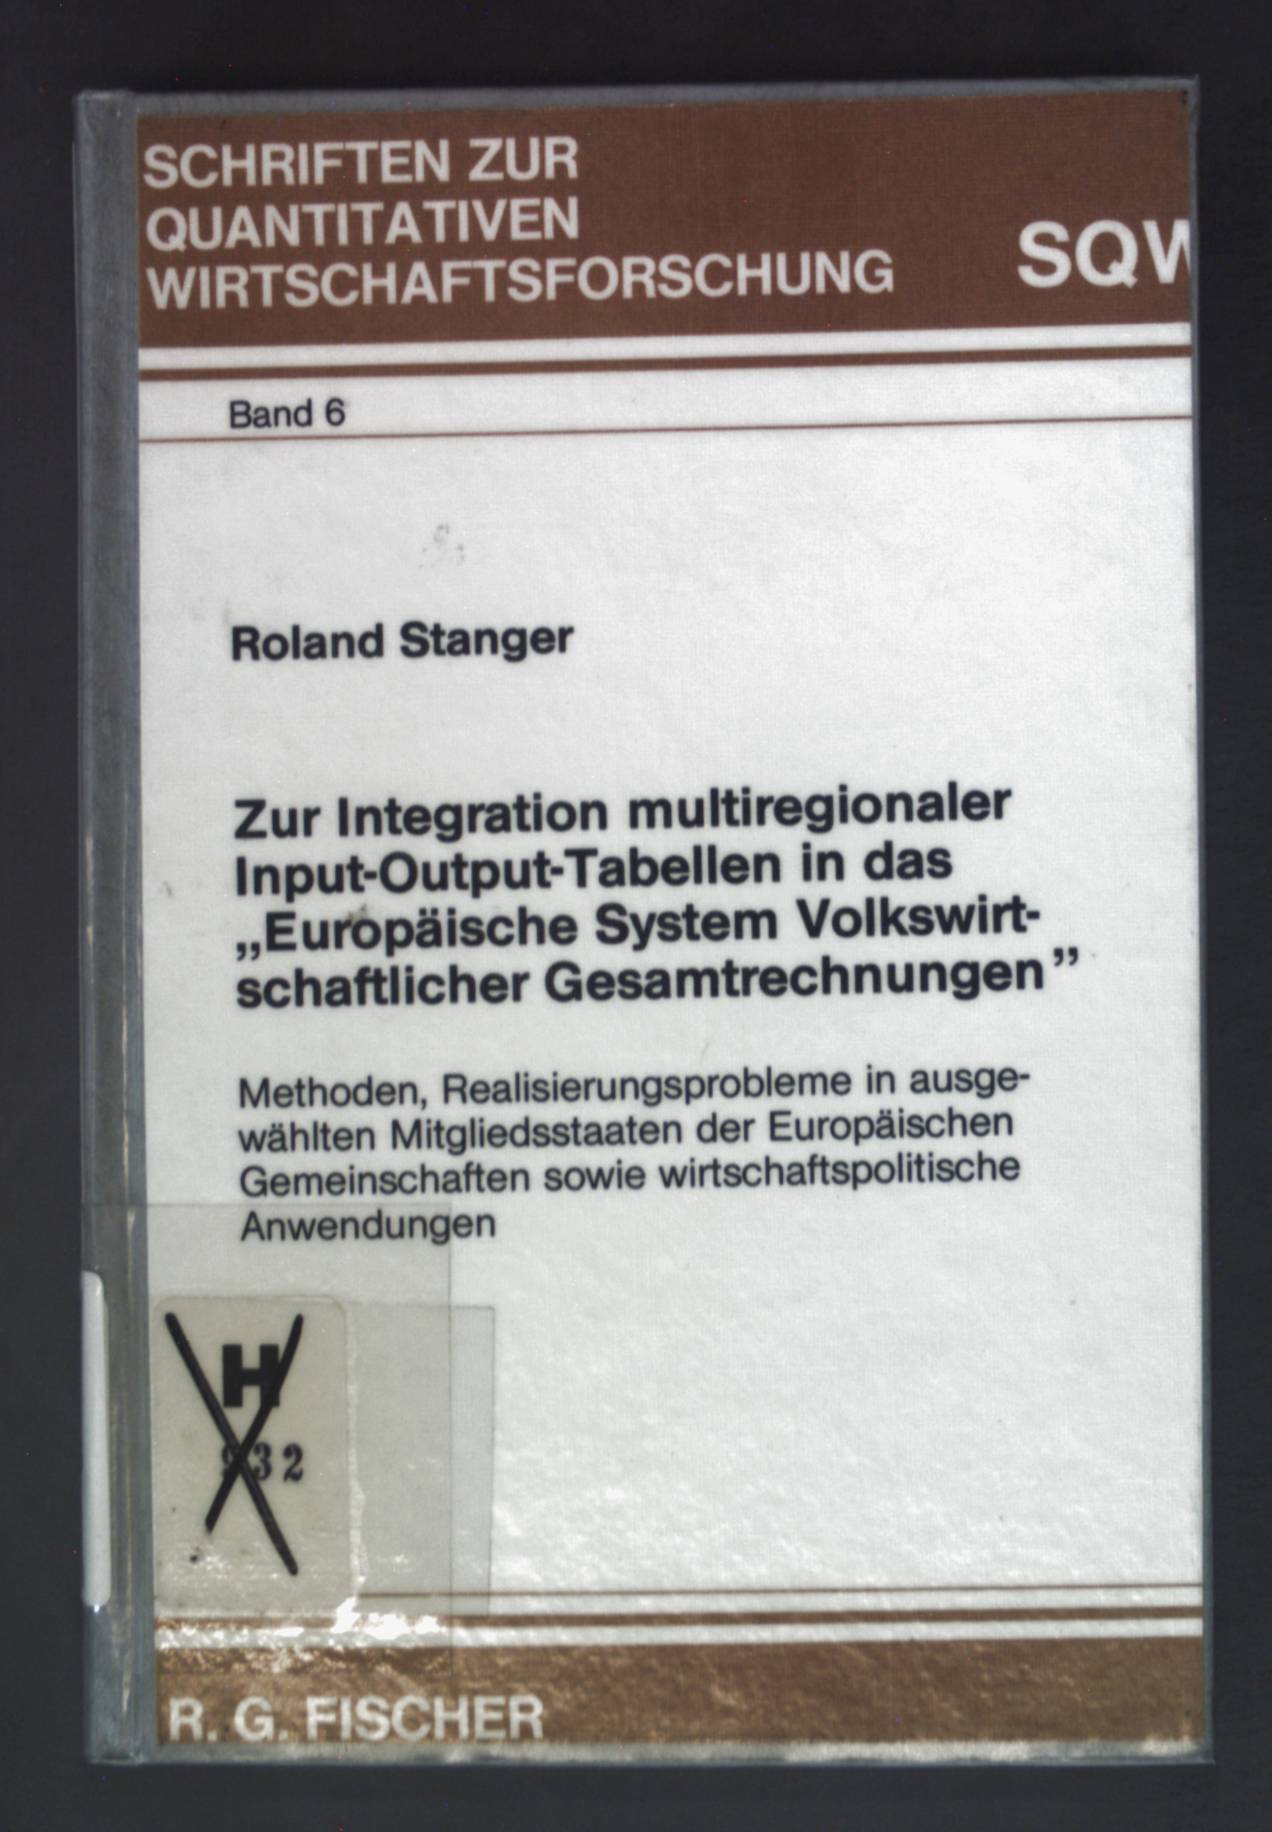 SCHRIFTEN ZUR
QUANTITATIVEN
WIRTSCHAFTSFORSCHUNG
SQW
Band 6
Roland Stanger
Zur Integration multiregionaler
Input-Output-Tabellen in das
„Europäische System Volkswirt-
schaftlicher Gesamtrechnungen”
Methoden, Realisierungsprobleme in ausge-
wählten Mitgliedsstaaten der Europäischen
Gemeinschaften sowie wirtschaftspolitische
Anwendungen
H
932
R. G. FISCHER